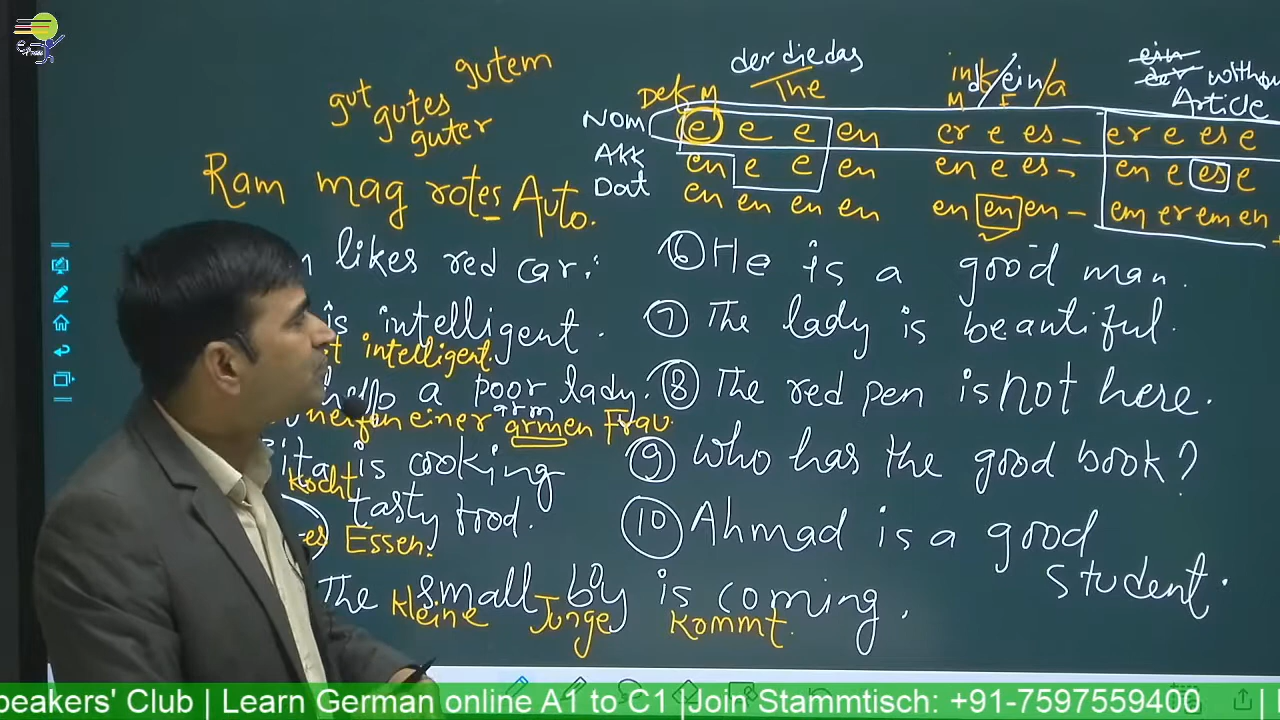 gut gutes gutem
guter
Ram mag rotes Auto.
likes red car.
is intelligent.
intelligent.
a poor lady.
arm
einer armen Frau.
is cooking
kocht
tasty food.
es Essen.
The small boy is coming.
Kleine Junge kommt.
der die das
The
Def M
Nom e e e en
Akk en e e en
Dat en en en en
ein/a
M F
er e es -
en e es -
en en en -
ein
der without
Article
er e es e
en e es e
em er em en
⑥ He is a good man.
⑦ The lady is beautiful.
⑧ The red pen is not here.
⑨ Who has the good book?
⑩ Ahmad is a good
student.
peakers' Club | Learn German online A1 to C1 |Join Stammtisch: +91-7597559400 |